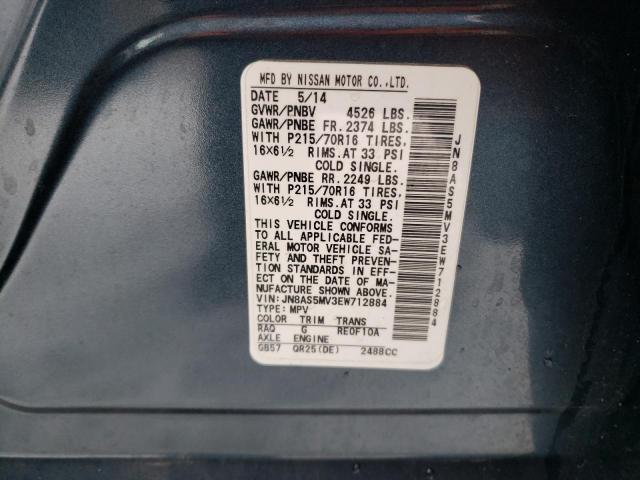 MFD BY NISSAN MOTOR CO.,LTD.
DATE 5/14
GVWR/PNBV 4526 LBS.
GAWR/PNBE FR. 2374 LBS.
WITH P215/70R16 TIRES,
16X6½ RIMS.AT 33 PSI
COLD SINGLE.
GAWR/PNBE RR. 2249 LBS.
WITH P215/70R16 TIRES,
16X6½ RIMS.AT 33 PSI
COLD SINGLE.
THIS VEHICLE CONFORMS
TO ALL APPLICABLE FED-
ERAL MOTOR VEHICLE SA-
FETY AND THEFT PREVEN-
TION STANDARDS IN EFF-
ECT ON THE DATE OF MA-
NUFACTURE SHOWN ABOVE.
VIN: JN8AS5MV3EW712884
TYPE: MPV
COLOR TRIM TRANS
RAQ G RE0F10A
AXLE ENGINE
GB57 QR25(DE) 2488CC
JN8AS5MV3EW712884